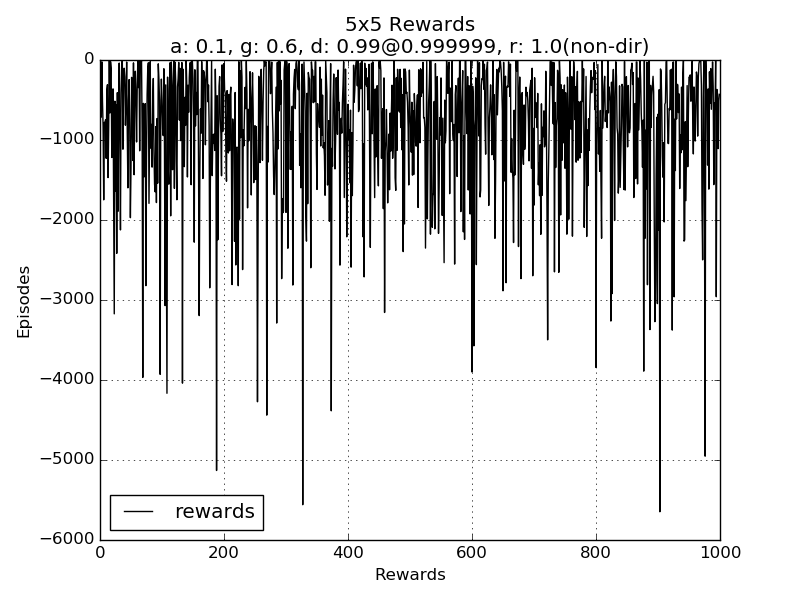 5x5 Rewards
a: 0.1, g: 0.6, d: 0.99@0.999999, r: 1.0(non-dir)
0
−1000
−2000
−3000
−4000
−5000
−6000
Episodes
rewards
0 200 400 600 800 1000
Rewards